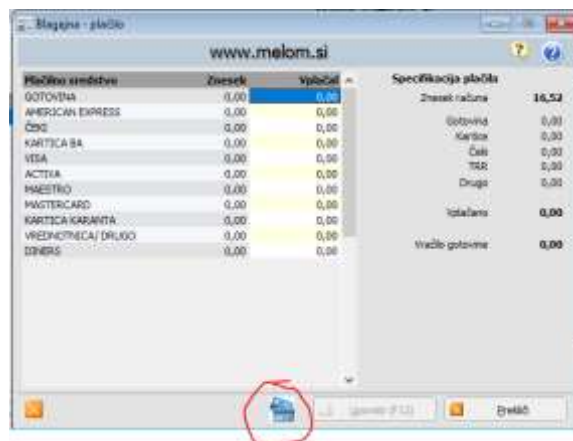 Blagajna - plačilo
www.melom.si
Plačilno sredstvo Znesek Vplačal
GOTOVINA 0,00 0,00
AMERICAN EXPRESS 0,00 0,00
ČEKI 0,00 0,00
KARTICA BA 0,00 0,00
VISA 0,00 0,00
ACTIVA 0,00 0,00
MAESTRO 0,00 0,00
MASTERCARD 0,00 0,00
KARTICA KARANTA 0,00 0,00
VREDNOTNICA/ DRUGO 0,00 0,00
DINERS 0,00 0,00
Specifikacija plačila
Znesek računa 16,52
Gotovina 0,00
Kartice 0,00
Čeki 0,00
TRR 0,00
Drugo 0,00
Vplačano 0,00
Vračilo gotovine 0,00
Prekliči